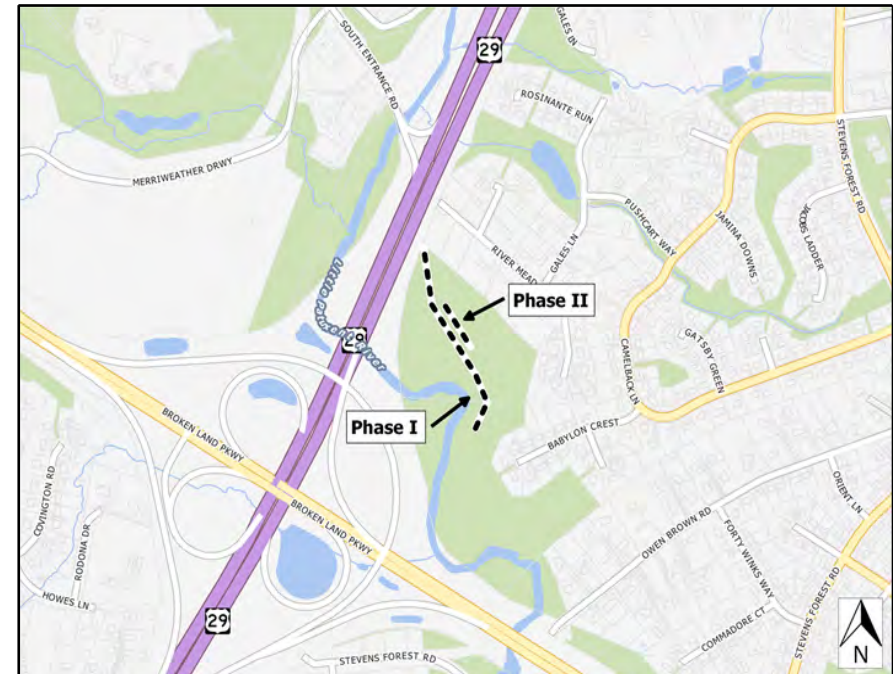 GALES LN
29
SOUTH ENTRANCE RD
ROSINANTE RUN
STEVENS FOREST RD
MERRIWEATHER DRWY
PUSHCART WAY
JAMINA DOWNS
JACOBS LADDER
RIVER MEAD
GALES LN
Little Patuxent River
Phase II
29
GATSBY GREEN
CAMELBACK LN
Phase I
BROKEN LAND PKWY
BABYLON CREST
COVINGTON RD
RODONA DR
BROKEN LAND PKWY
ORIENT LN
OWEN BROWN RD
FORTY WINKS WAY
HOWES LN
29
COMMADORE CT
STEVENS FOREST RD
STEVENS FOREST RD
N